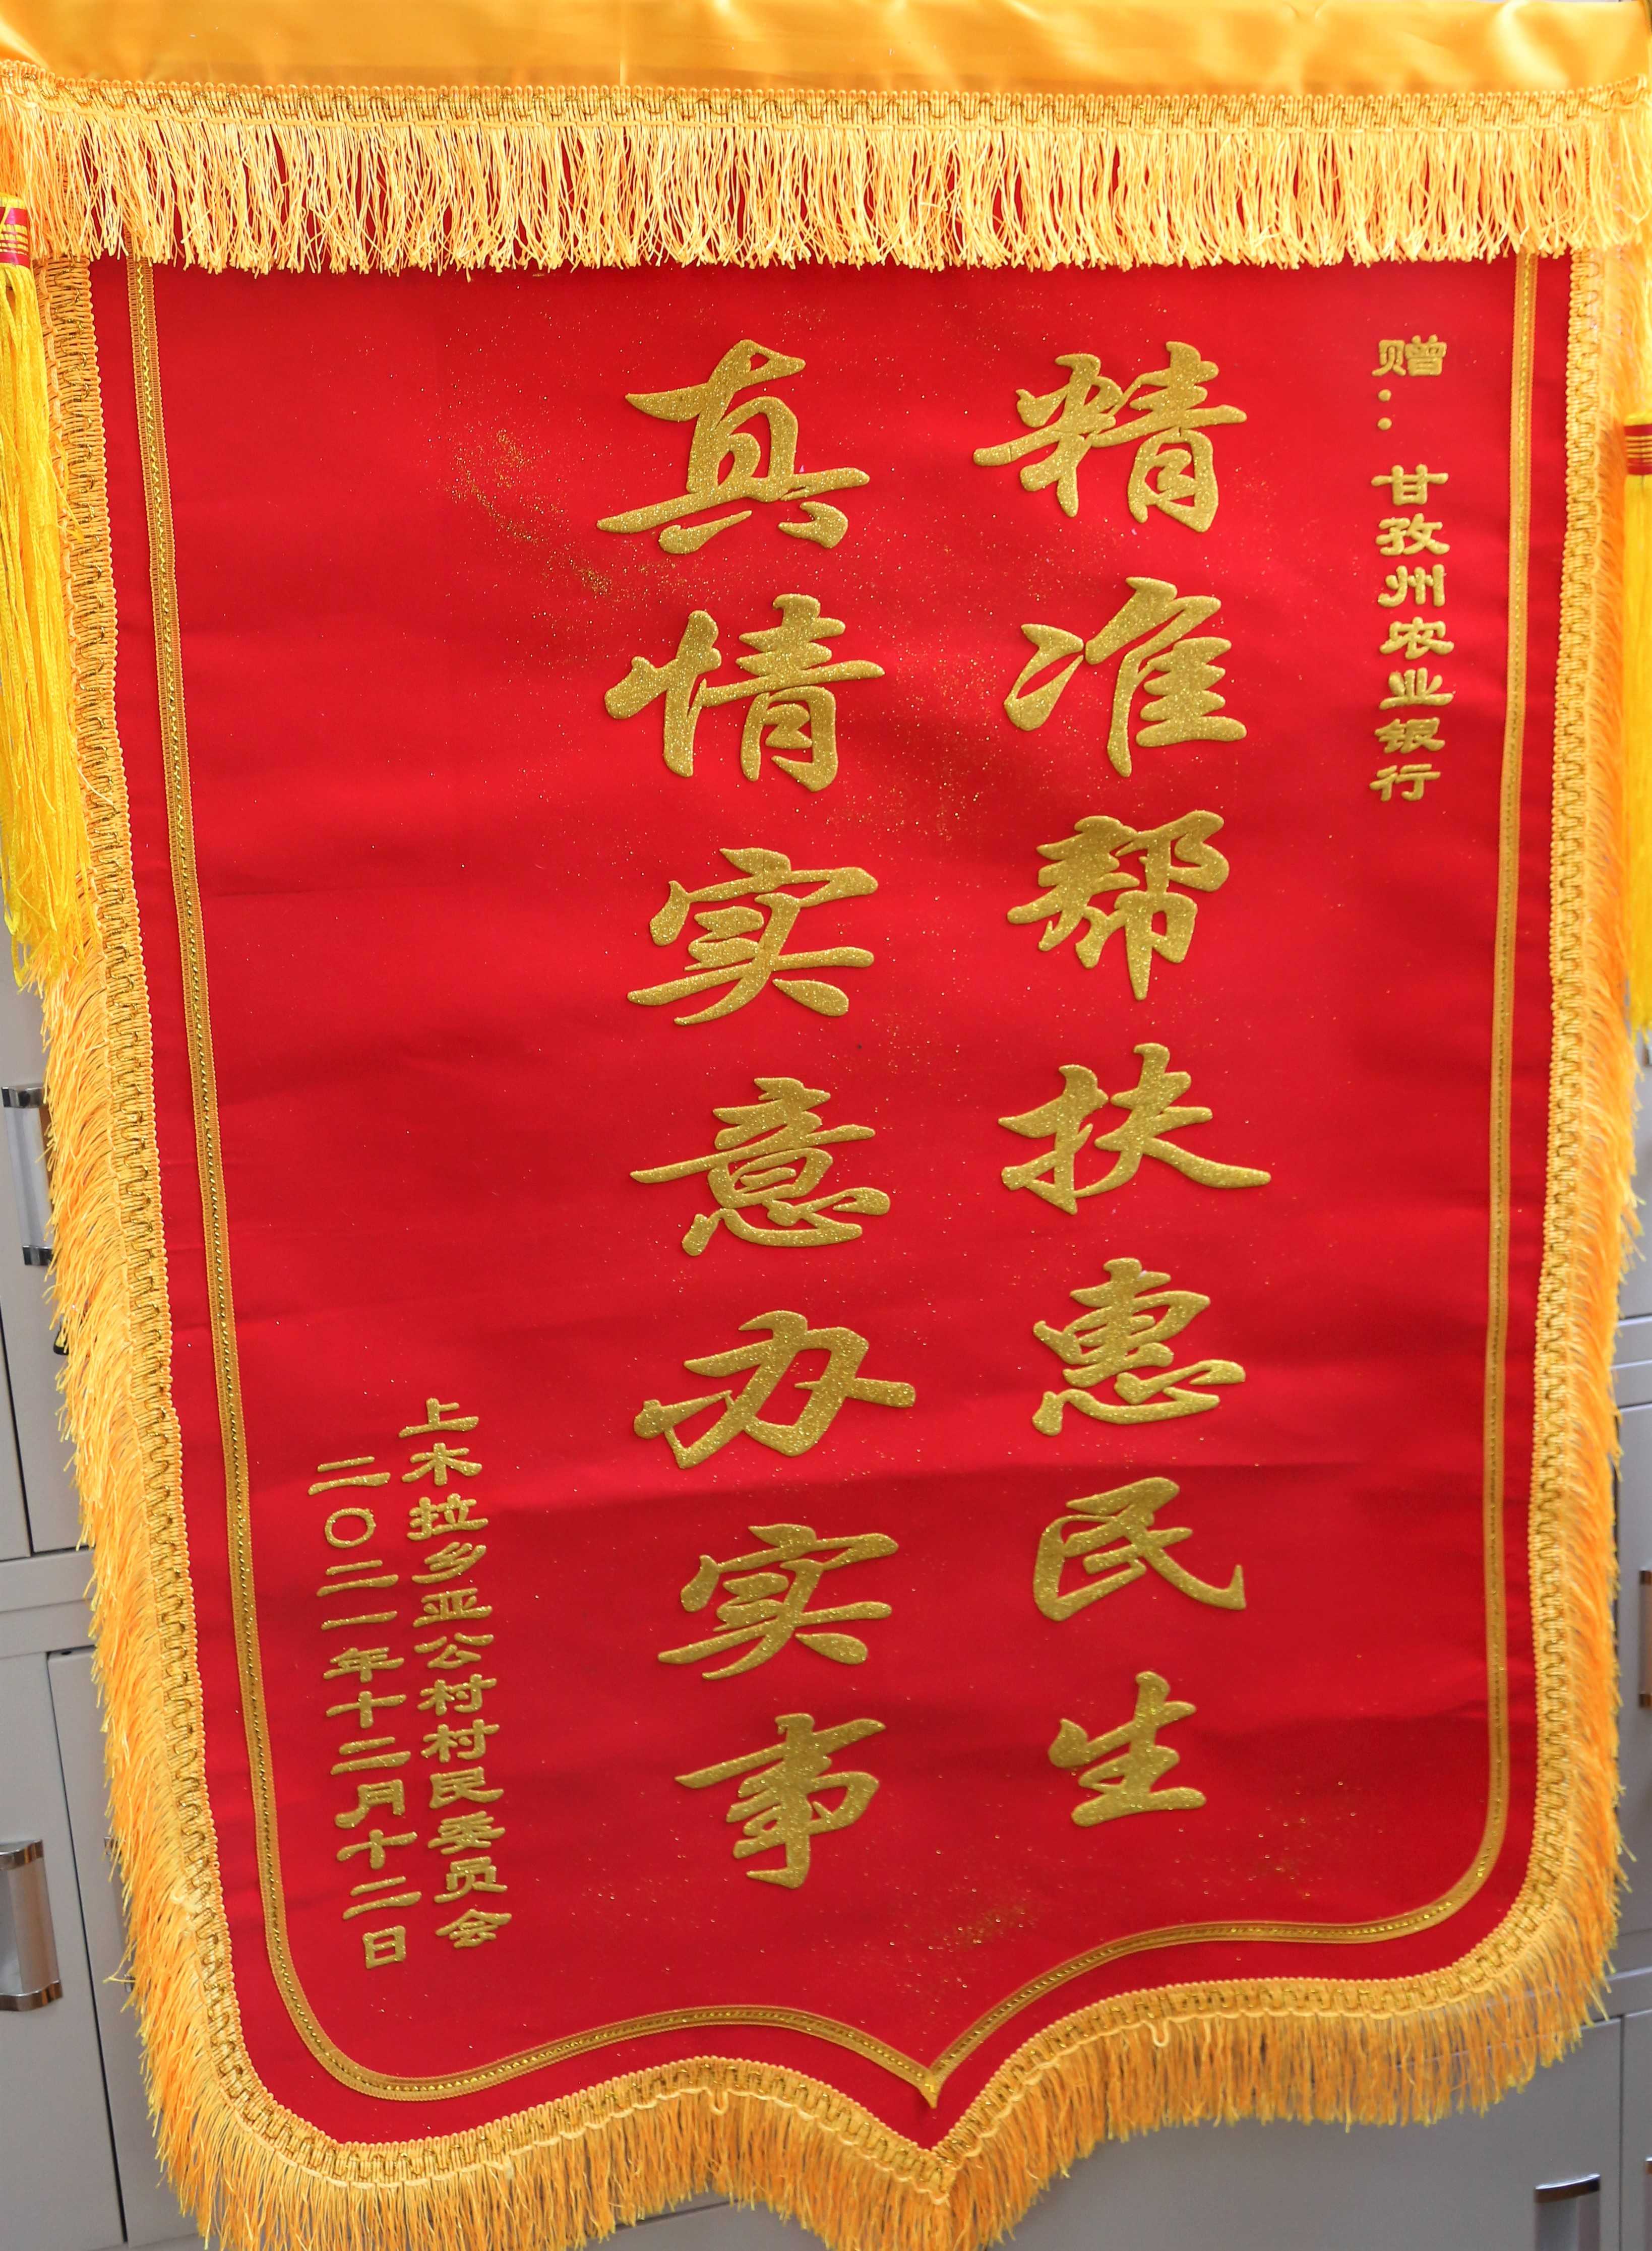 赠：甘孜州农业银行
精准帮扶惠民生
真情实意办实事
上木拉乡亚公村村民委员会
二〇二一年十二月十二日